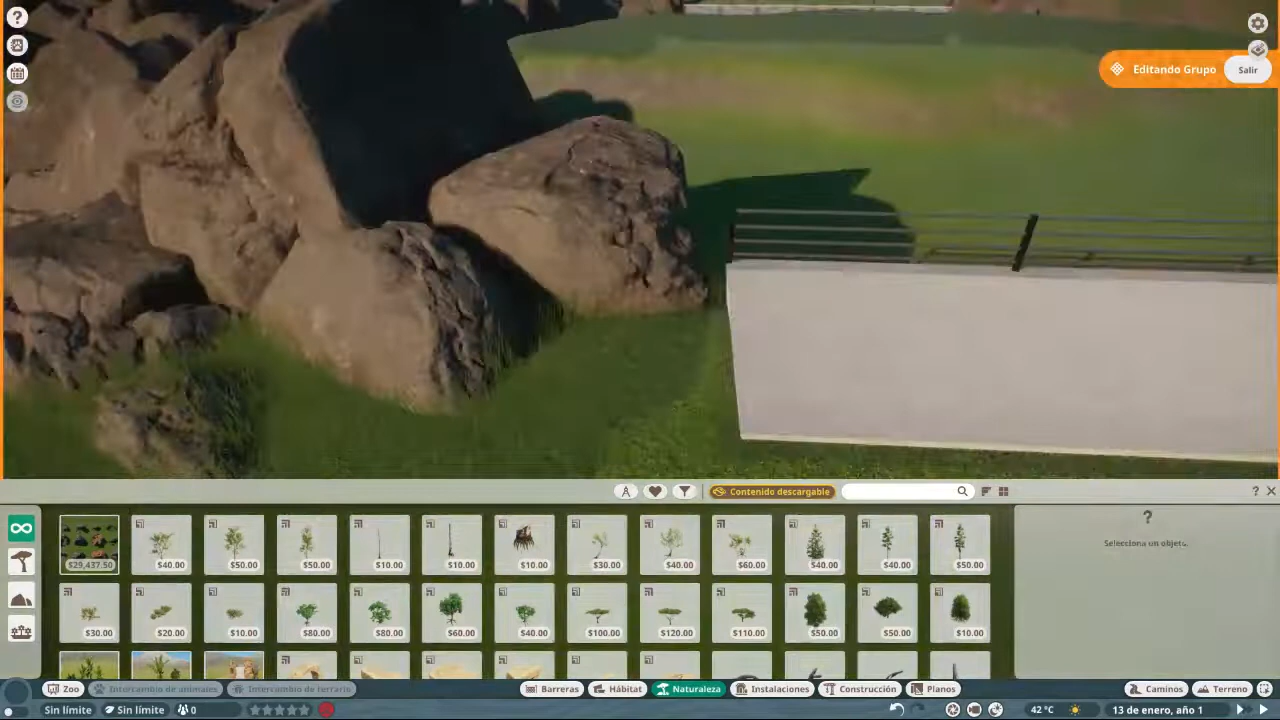 Editando Grupo
Salir
Contenido descargable
$29,437.50
$40.00
$50.00
$50.00
$10.00
$10.00
$10.00
$30.00
$40.00
$60.00
$40.00
$40.00
$50.00
Selecciona un objeto.
$30.00
$20.00
$10.00
$80.00
$80.00
$60.00
$40.00
$100.00
$120.00
$110.00
$50.00
$50.00
$10.00
Zoo
Intercambio de animales
Intercambio de terrario
Barreras
Hábitat
Naturaleza
Instalaciones
Construcción
Planos
Caminos
Terreno
Sin límite
Sin límite
0
42 °C
13 de enero, año 1